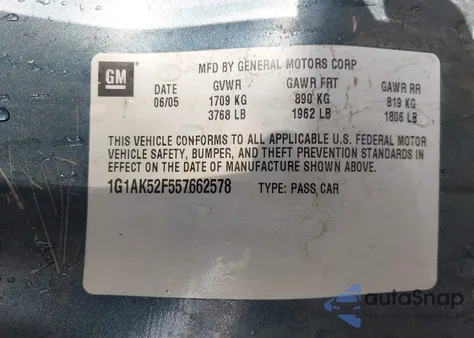 GM
MFD BY GENERAL MOTORS CORP
DATE GVWR GAWR FRT GAWR RR
06/05 1709 KG 890 KG 819 KG
3768 LB 1962 LB 1806 LB
THIS VEHICLE CONFORMS TO ALL APPLICABLE U.S. FEDERAL MOTOR
VEHICLE SAFETY, BUMPER, AND THEFT PREVENTION STANDARDS IN
EFFECT ON THE DATE OF MANUFACTURE SHOWN ABOVE.
1G1AK52F557662578 TYPE: PASS CAR
autoSnap